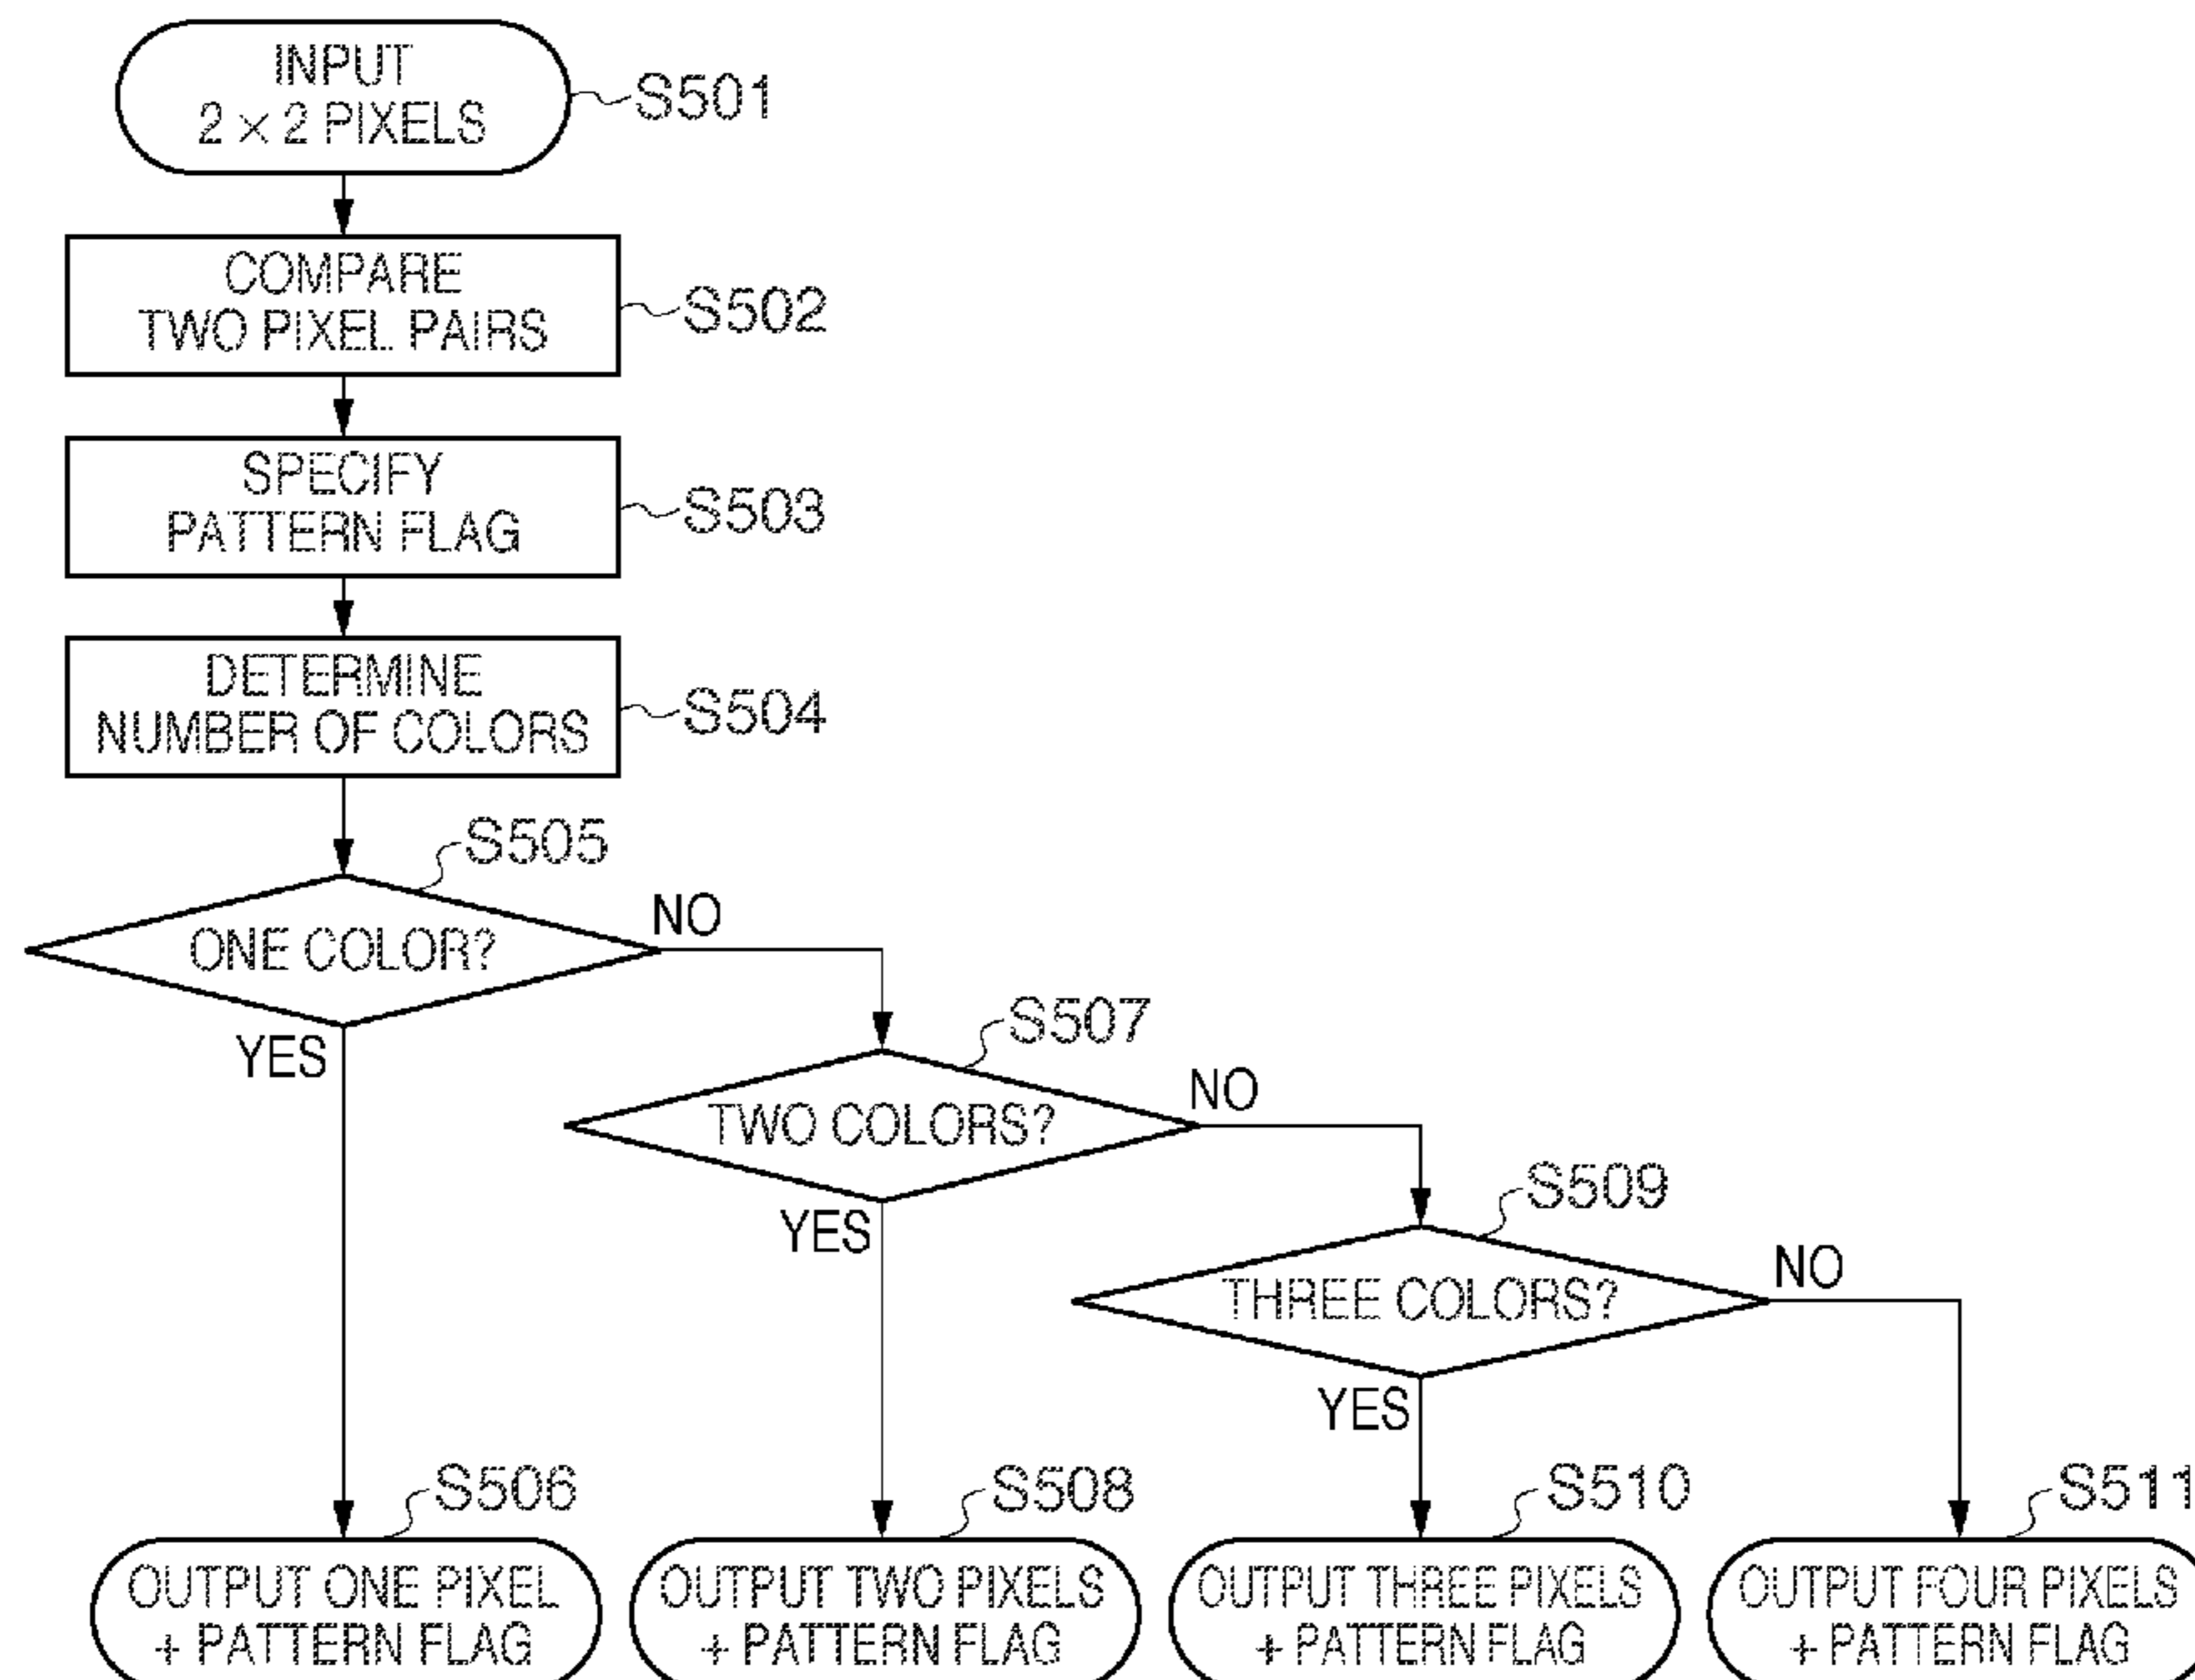 INPUT
2 × 2 PIXELS
S501
COMPARE
TWO PIXEL PAIRS
S502
SPECIFY
PATTERN FLAG
S503
DETERMINE
NUMBER OF COLORS
S504
S505
ONE COLOR?
NO
YES
S507
TWO COLORS?
NO
YES
S509
THREE COLORS?
NO
YES
S506
OUTPUT ONE PIXEL
+ PATTERN FLAG
S508
OUTPUT TWO PIXELS
+ PATTERN FLAG
S510
OUTPUT THREE PIXELS
+ PATTERN FLAG
S511
OUTPUT FOUR PIXELS
+ PATTERN FLAG